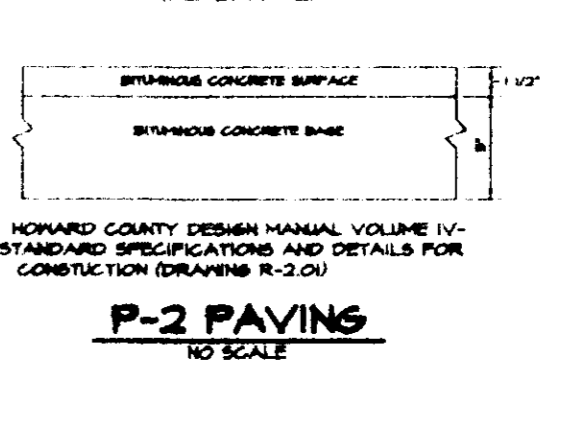 BITUMINOUS CONCRETE SURFACE
1 1/2"
BITUMINOUS CONCRETE BASE
HOWARD COUNTY DESIGN MANUAL VOLUME IV-
STANDARD SPECIFICATIONS AND DETAILS FOR
CONSTUCTION (DRAWING R-2.01)
P-2 PAVING
NO SCALE